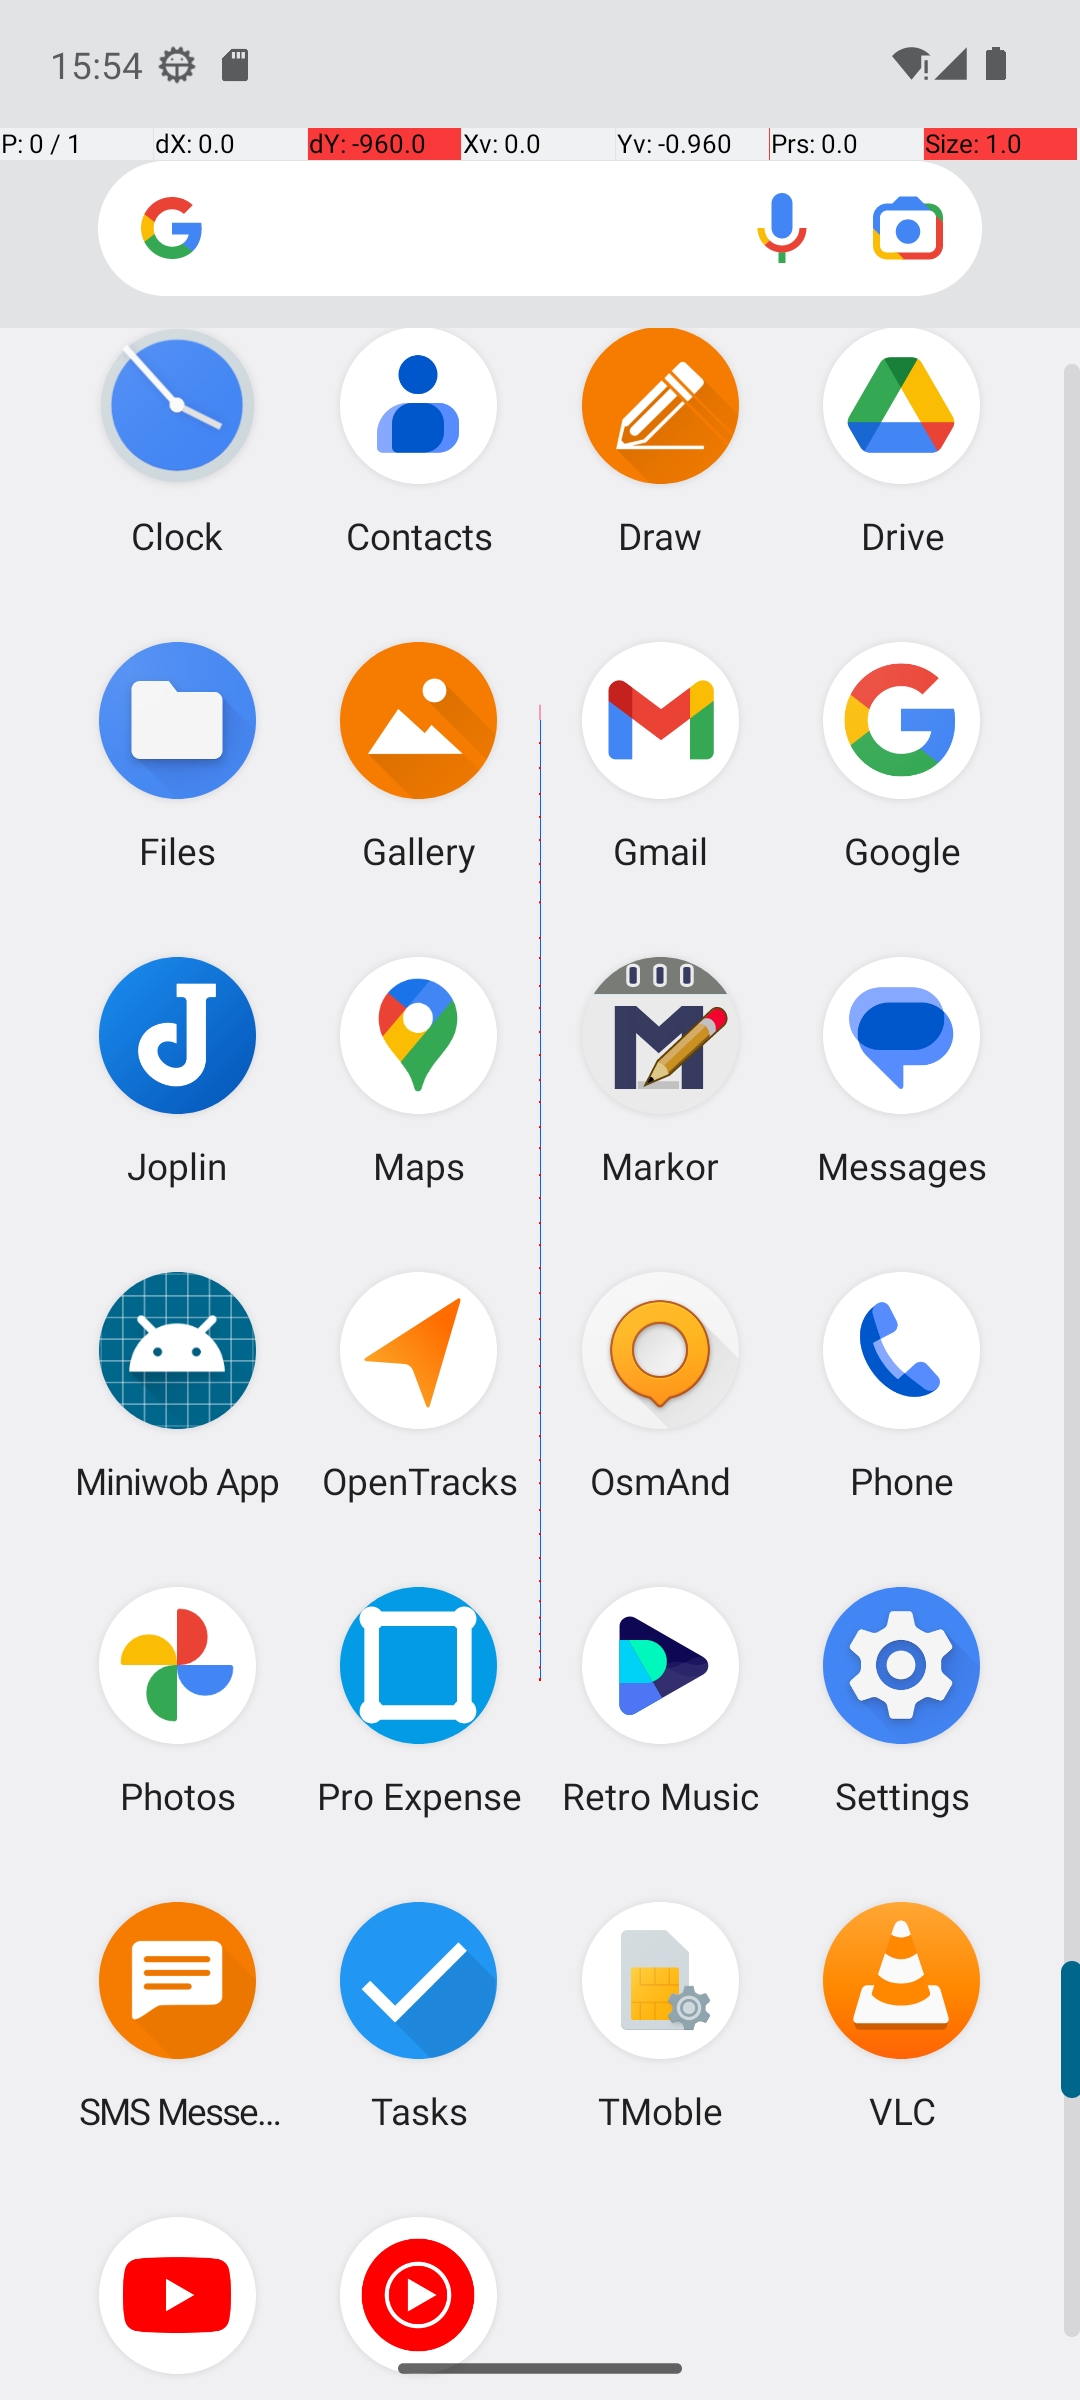 15:54
P: 0 / 1 dX: 0.0 dY: -960.0 Xv: 0.0 Yv: -0.960 Prs: 0.0 Size: 1.0
Clock Contacts Draw Drive
Files Gallery Gmail Google
Joplin Maps Markor Messages
Miniwob App OpenTracks OsmAnd Phone
Photos Pro Expense Retro Music Settings
SMS Messe... Tasks TMoble VLC